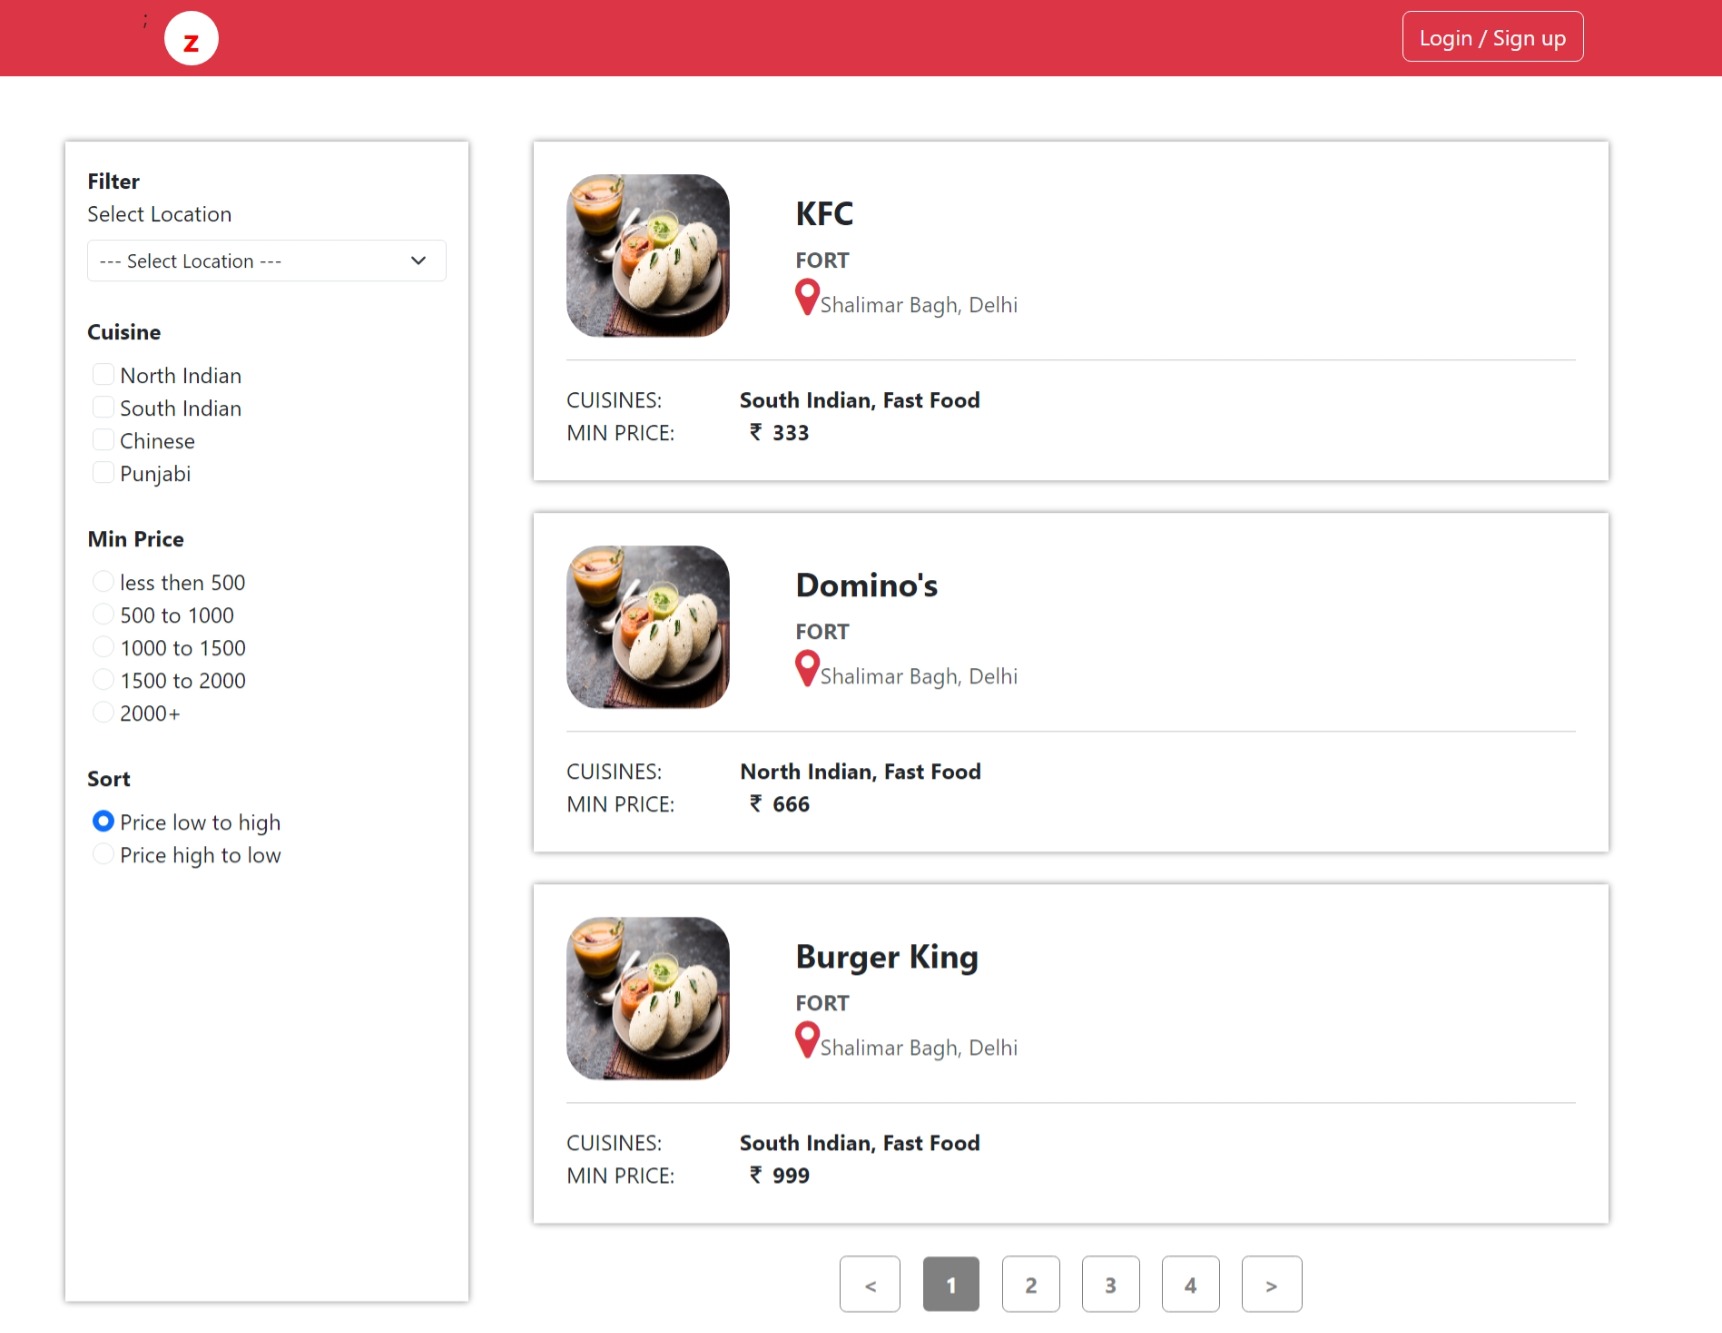 ;
z
Login / Sign up
Filter
Select Location
--- Select Location ---
Cuisine
North Indian
South Indian
Chinese
Punjabi
Min Price
less then 500
500 to 1000
1000 to 1500
1500 to 2000
2000+
Sort
Price low to high
Price high to low
KFC
FORT
Shalimar Bagh, Delhi
CUISINES: South Indian, Fast Food
MIN PRICE: ₹ 333
Domino's
FORT
Shalimar Bagh, Delhi
CUISINES: North Indian, Fast Food
MIN PRICE: ₹ 666
Burger King
FORT
Shalimar Bagh, Delhi
CUISINES: South Indian, Fast Food
MIN PRICE: ₹ 999
< 1 2 3 4 >